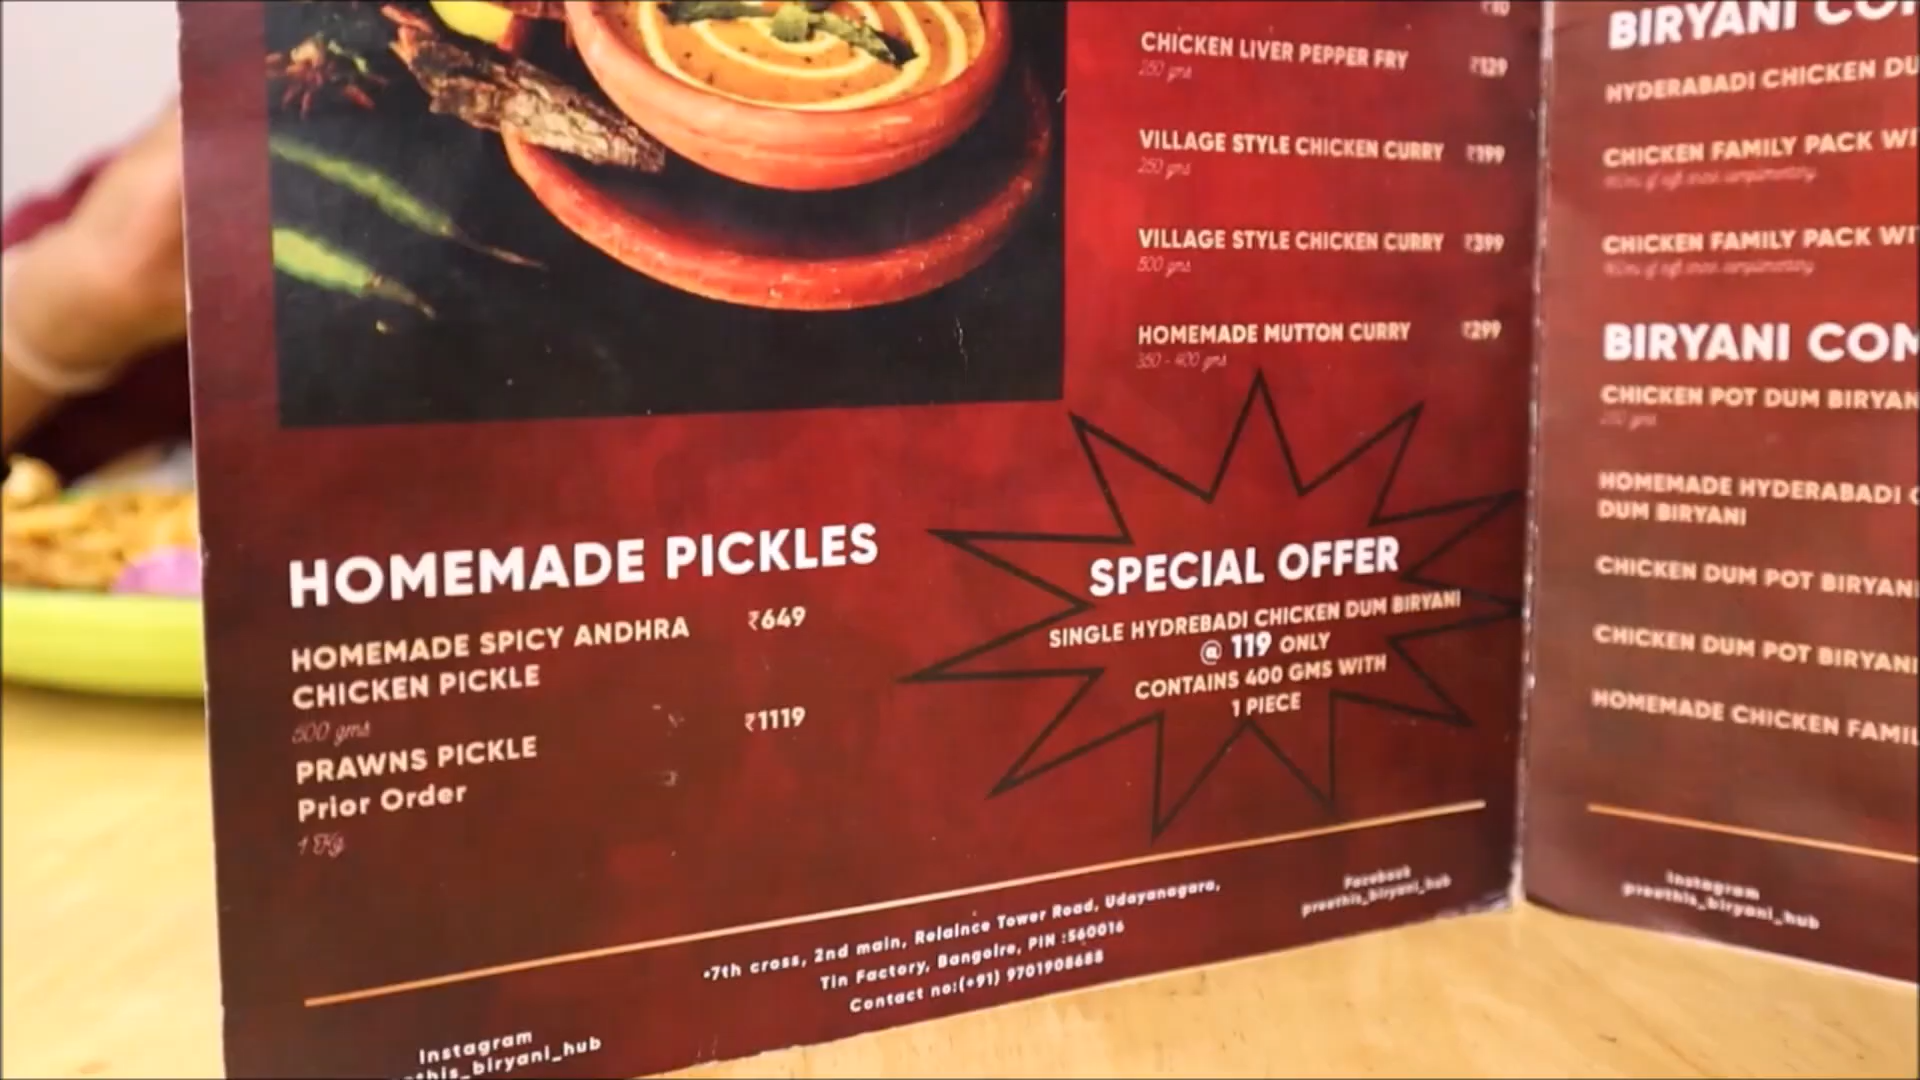 CHICKEN LIVER PEPPER FRY ₹129
250 gms
VILLAGE STYLE CHICKEN CURRY ₹199
250 gms
VILLAGE STYLE CHICKEN CURRY ₹399
500 gms
HOMEMADE MUTTON CURRY ₹299
350 - 400 gms
HOMEMADE PICKLES
HOMEMADE SPICY ANDHRA ₹649
CHICKEN PICKLE
500 gms
PRAWNS PICKLE ₹1119
Prior Order
1 Kg
SPECIAL OFFER
SINGLE HYDREBADI CHICKEN DUM BIRYANI
@ 119 ONLY
CONTAINS 400 GMS WITH
1 PIECE
•7th cross, 2nd main, Relaince Tower Road, Udayanagara,
Tin Factory, Bangolre, PIN :560016
Contact no:(+91) 9701908688
Facebook
preethis_biryani_hub
Instagram
eethis_biryani_hub
BIRYANI CO
HYDERABADI CHICKEN DU
CHICKEN FAMILY PACK WI
CHICKEN FAMILY PACK WI
BIRYANI COM
CHICKEN POT DUM BIRYAN
250 gms
HOMEMADE HYDERABADI
DUM BIRYANI
CHICKEN DUM POT BIRYANI
CHICKEN DUM POT BIRYANI
HOMEMADE CHICKEN FAMIL
Instagram
preethis_biryani_hub